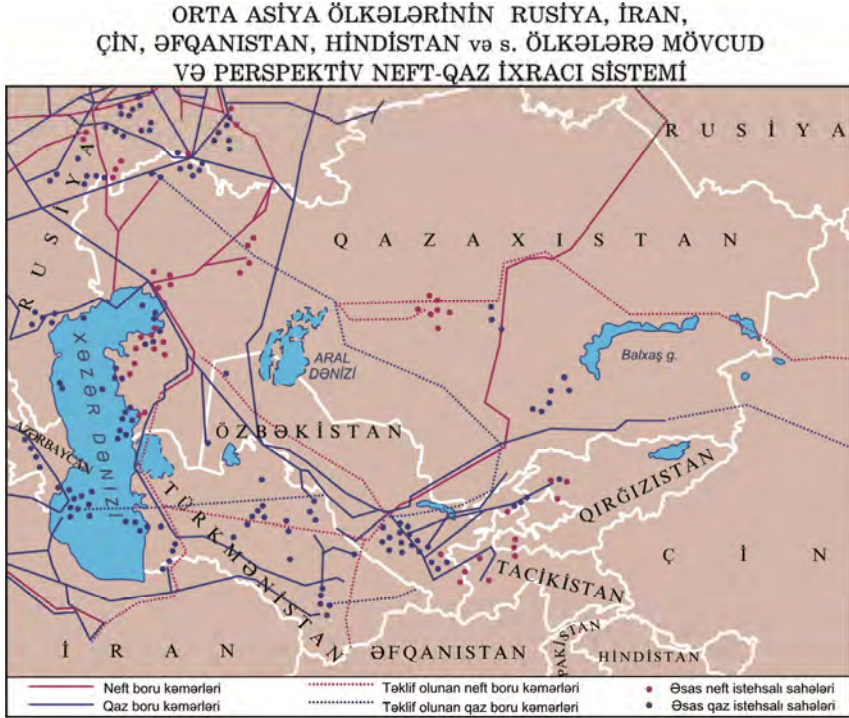 ORTA ASİYA ÖLKƏLƏRİNİN RUSİYA, İRAN,
ÇİN, ƏFQANISTAN, HİNDİSTAN və s. ÖLKƏLƏRƏ MÖVCUD
VƏ PERSPEKTİV NEFT-QAZ İXRACI SİSTEMİ
RUSİYA
RUSİYA
QAZAXISTAN
XƏZƏR DƏNİZİ
ARAL
DƏNİZİ
Balxaş g.
AZƏRBAYCAN
ÖZBƏKİSTAN
TÜRKMƏNİSTAN
QIRĞIZISTAN
ÇİN
TACİKİSTAN
İRAN
ƏFQANISTAN
PAKİSTAN
HİNDİSTAN
Neft boru kəmərləri
Təklif olunan neft boru kəmərləri
Əsas neft istehsalı sahələri
Qaz boru kəmərləri
Təklif olunan qaz boru kəmərləri
Əsas qaz istehsalı sahələri